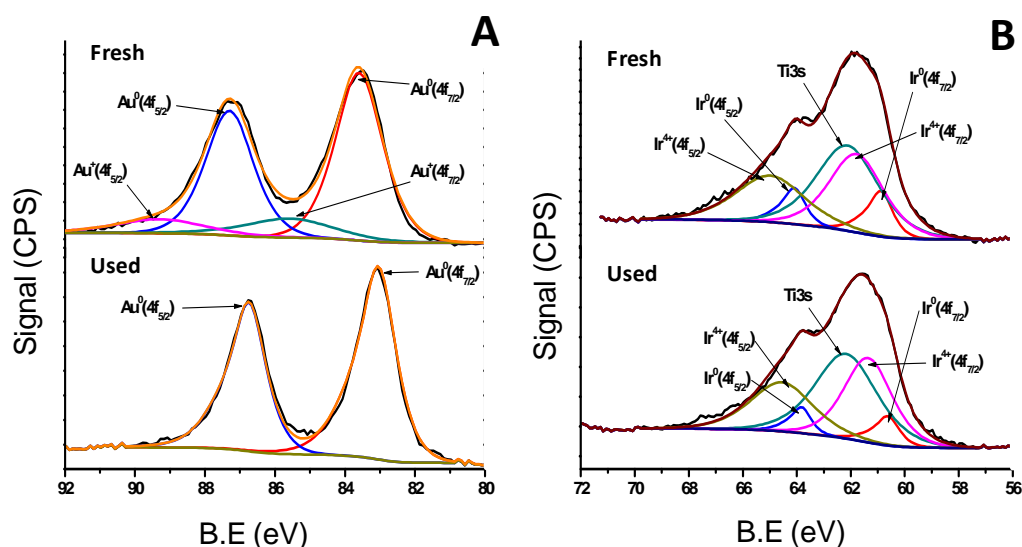 A
Fresh
Au⁰(4f₅/₂)
Au⁰(4f₇/₂)
Au⁺(4f₅/₂)
Au⁺(4f₇/₂)
Used
Au⁰(4f₅/₂)
Au⁰(4f₇/₂)
Signal (CPS)
92 90 88 86 84 82 80
B.E (eV)
B
Fresh
Ti3s
Ir⁰(4f₇/₂)
Ir⁰(4f₅/₂)
Ir⁴⁺(4f₅/₂)
Ir⁴⁺(4f₇/₂)
Used
Ti3s
Ir⁰(4f₇/₂)
Ir⁴⁺(4f₅/₂)
Ir⁴⁺(4f₇/₂)
Ir⁰(4f₅/₂)
Signal (CPS)
72 70 68 66 64 62 60 58 56
B.E (eV)